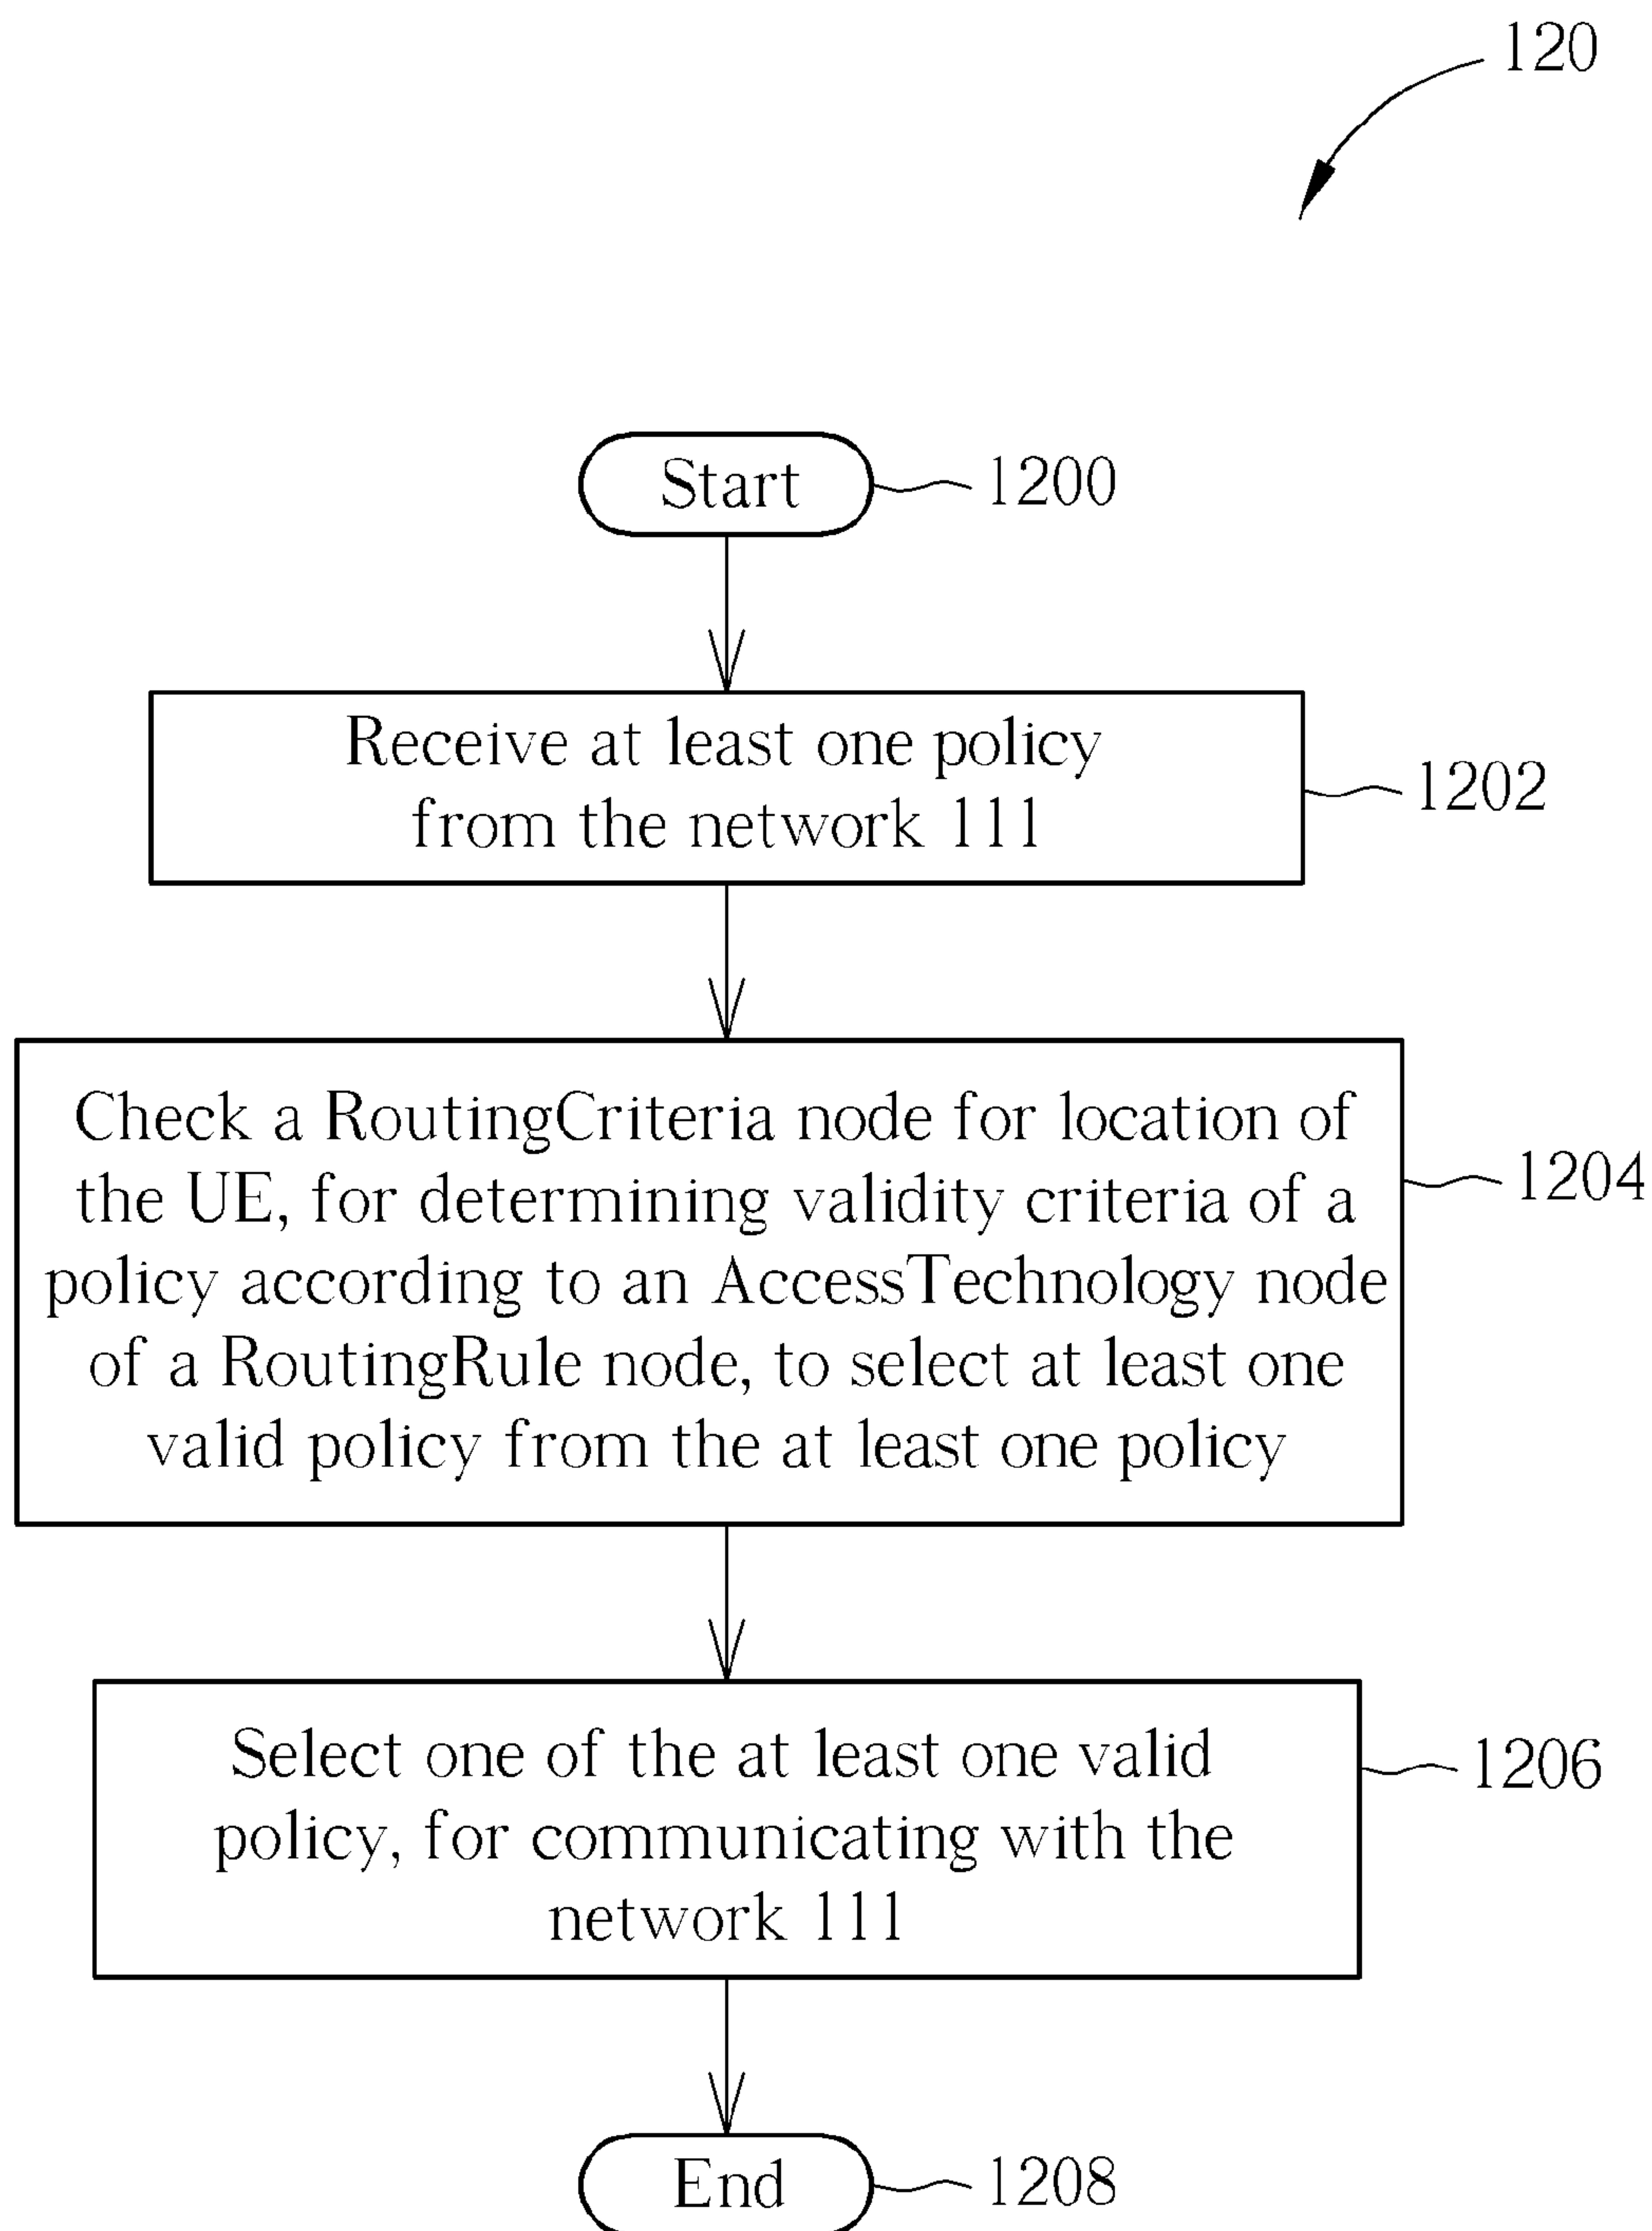 120
Start
1200
Receive at least one policy
from the network 111
1202
Check a RoutingCriteria node for location of
the UE, for determining validity criteria of a
policy according to an AccessTechnology node
of a RoutingRule node, to select at least one
valid policy from the at least one policy
1204
Select one of the at least one valid
policy, for communicating with the
network 111
1206
End
1208